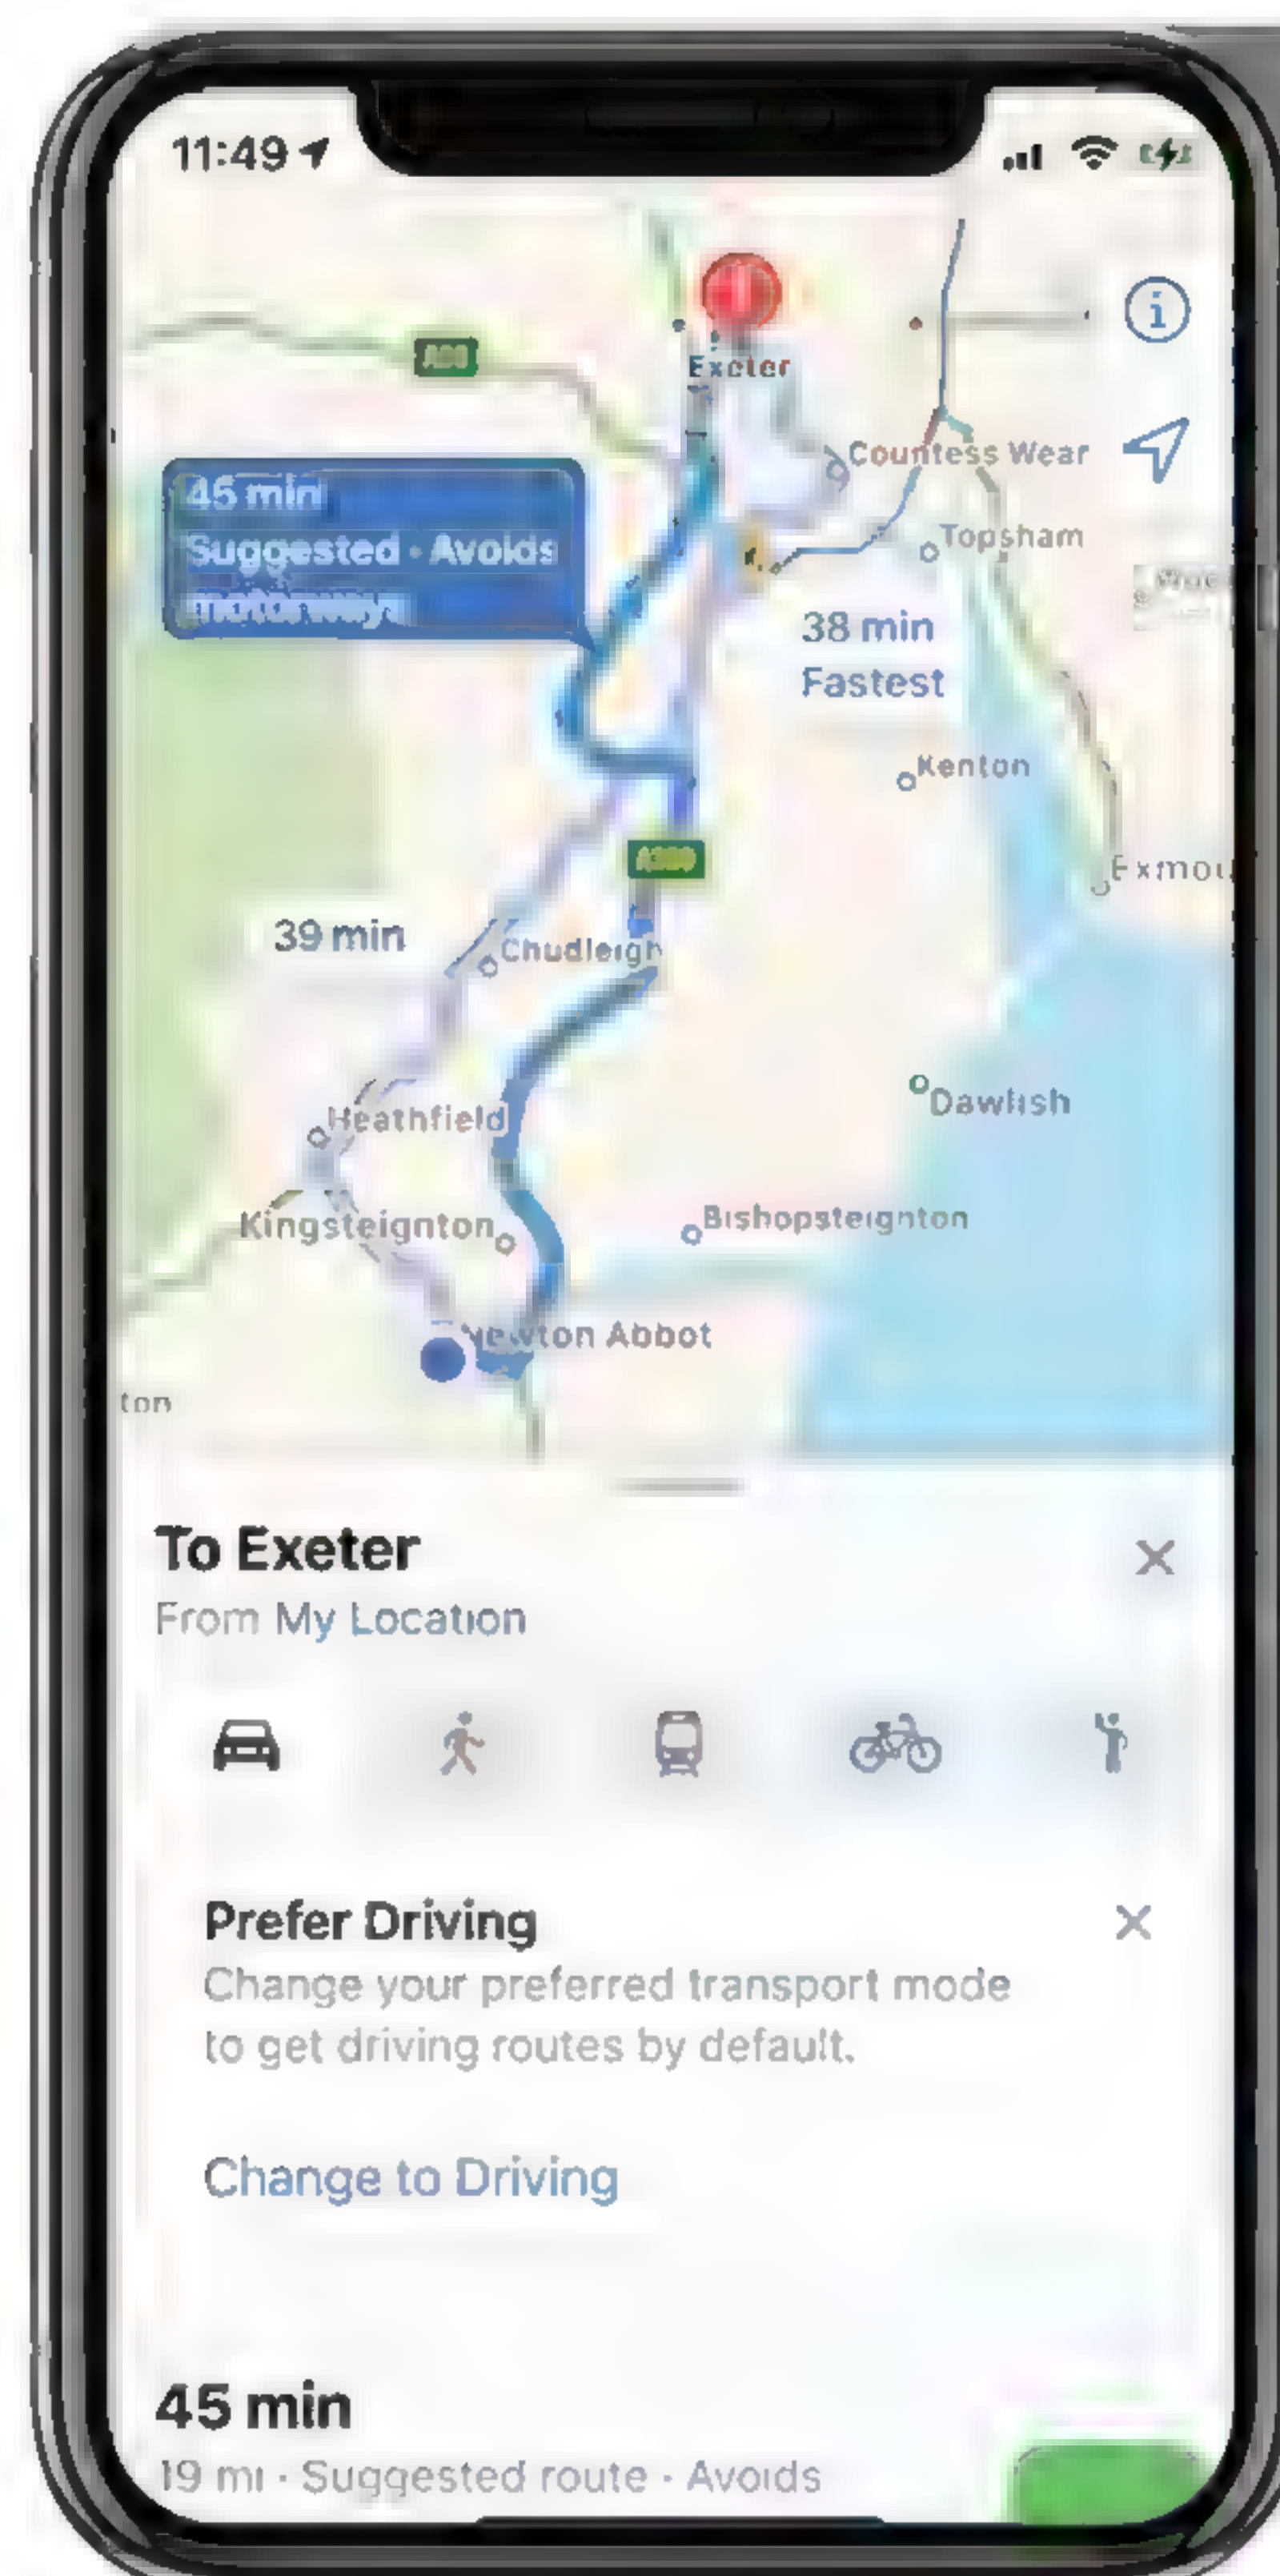 11:49
Exeter
Countess Wear
45 min
Suggested · Avoids
motorways
Topsham
38 min
Fastest
Kenton
39 min
Chudleigh
Heathfield
Dawlish
Kingsteignton
Bishopsteignton
Newton Abbot
ton
To Exeter
From My Location
Prefer Driving
Change your preferred transport mode
to get driving routes by default.
Change to Driving
45 min
19 mi · Suggested route · Avoids